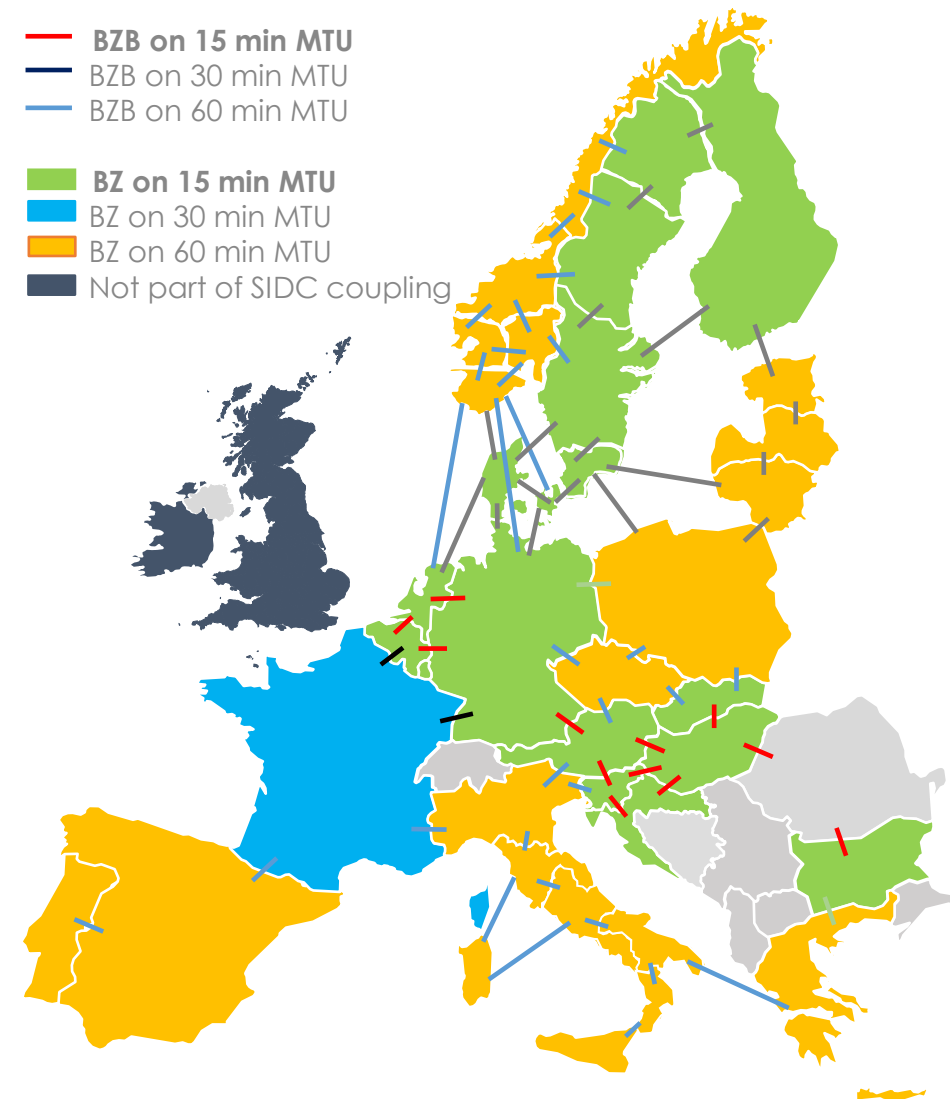 BZB on 15 min MTU
BZB on 30 min MTU
BZB on 60 min MTU
BZ on 15 min MTU
BZ on 30 min MTU
BZ on 60 min MTU
Not part of SIDC coupling